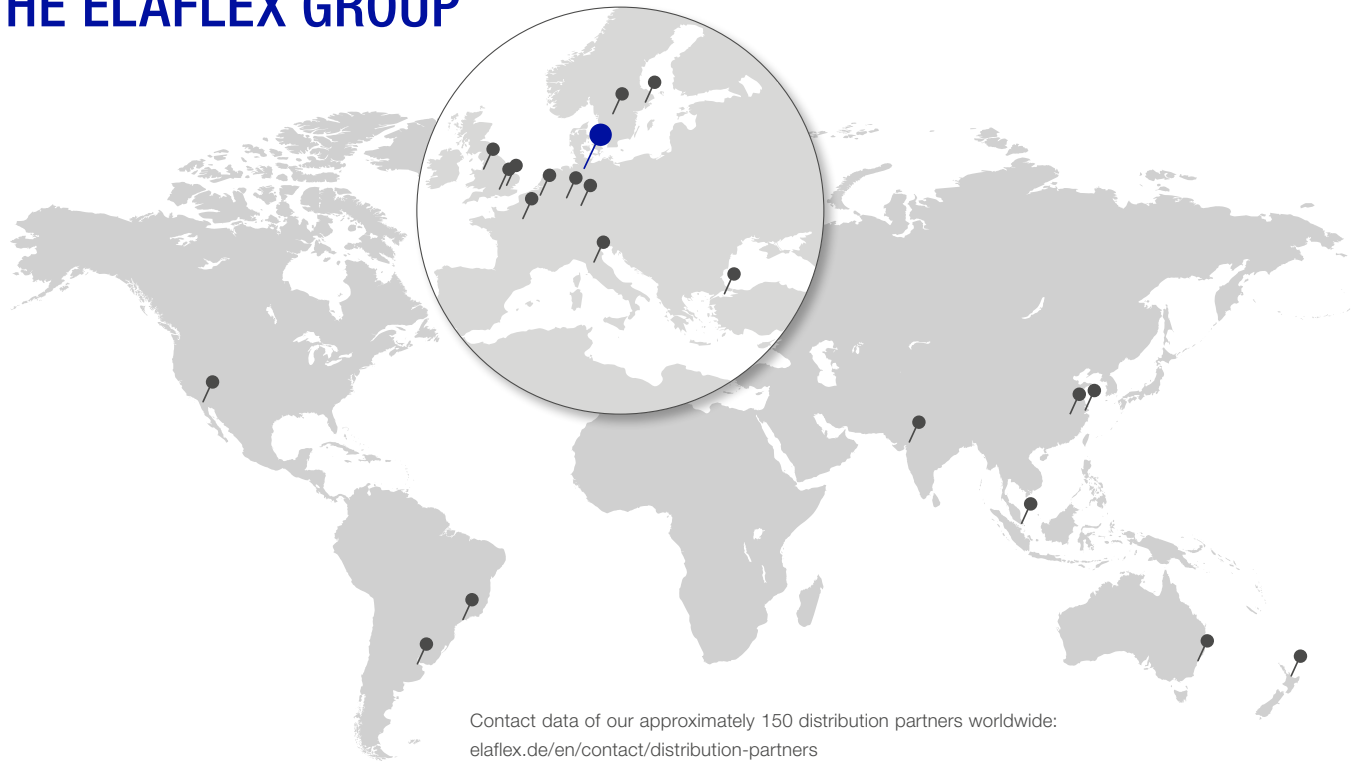 HE ELAFLEX GROUP
Contact data of our approximately 150 distribution partners worldwide:
elaflex.de/en/contact/distribution-partners